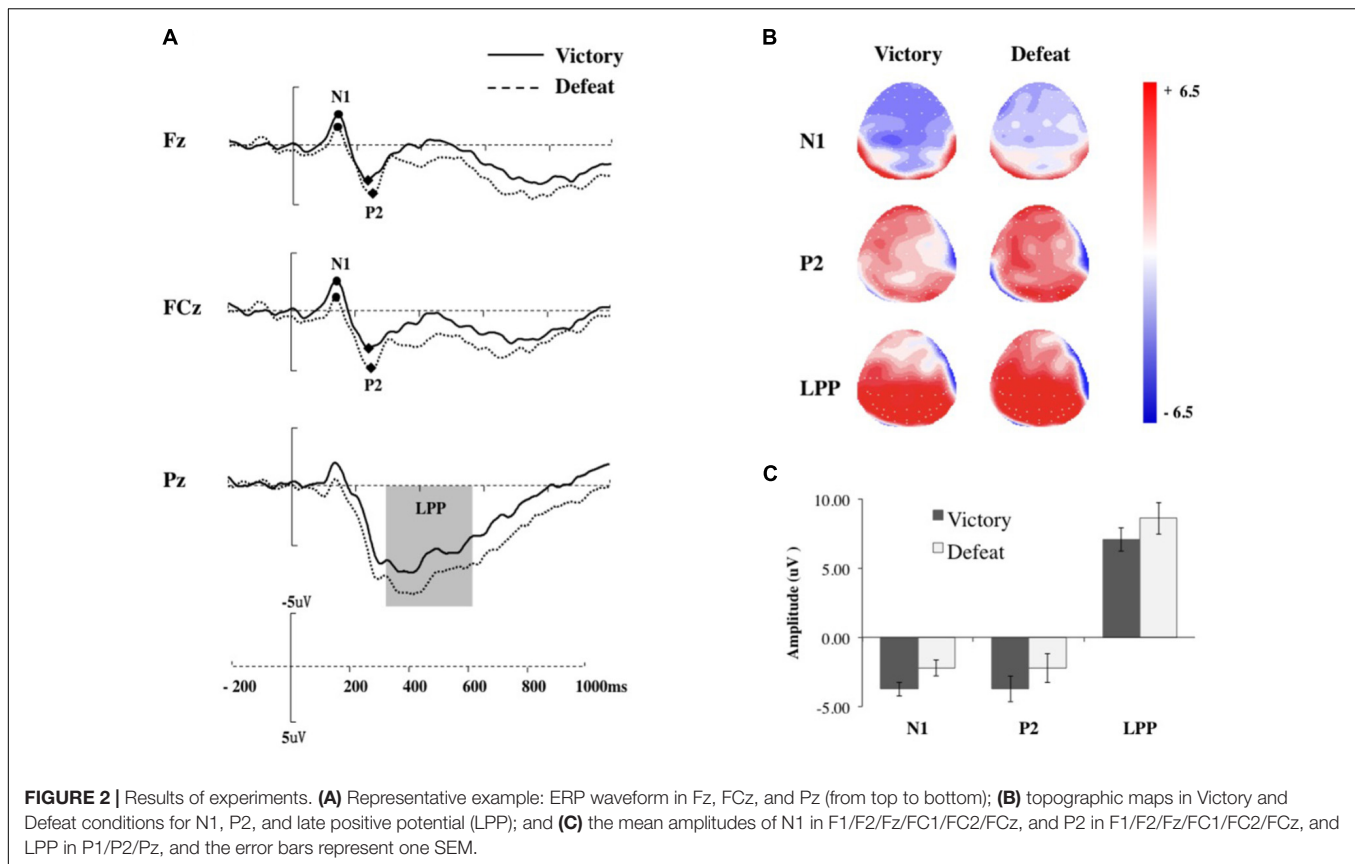 A
Victory
Defeat
N1
Fz
P2
N1
FCz
P2
Pz
LPP
-5uV
- 200 200 400 600 800 1000ms
5uV
B
Victory Defeat
+ 6.5
N1
P2
LPP
- 6.5
C
10.00
Victory
Defeat
5.00
0.00
-5.00
Amplitude (uV )
N1 P2 LPP
FIGURE 2 | Results of experiments. (A) Representative example: ERP waveform in Fz, FCz, and Pz (from top to bottom); (B) topographic maps in Victory and
Defeat conditions for N1, P2, and late positive potential (LPP); and (C) the mean amplitudes of N1 in F1/F2/Fz/FC1/FC2/FCz, and P2 in F1/F2/Fz/FC1/FC2/FCz, and
LPP in P1/P2/Pz, and the error bars represent one SEM.